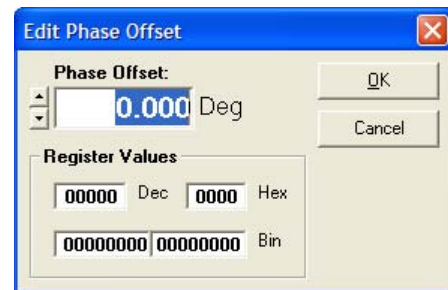 Edit Phase Offset
Phase Offset:
0.000 Deg
OK
Cancel
Register Values
00000 Dec 0000 Hex
00000000 00000000 Bin